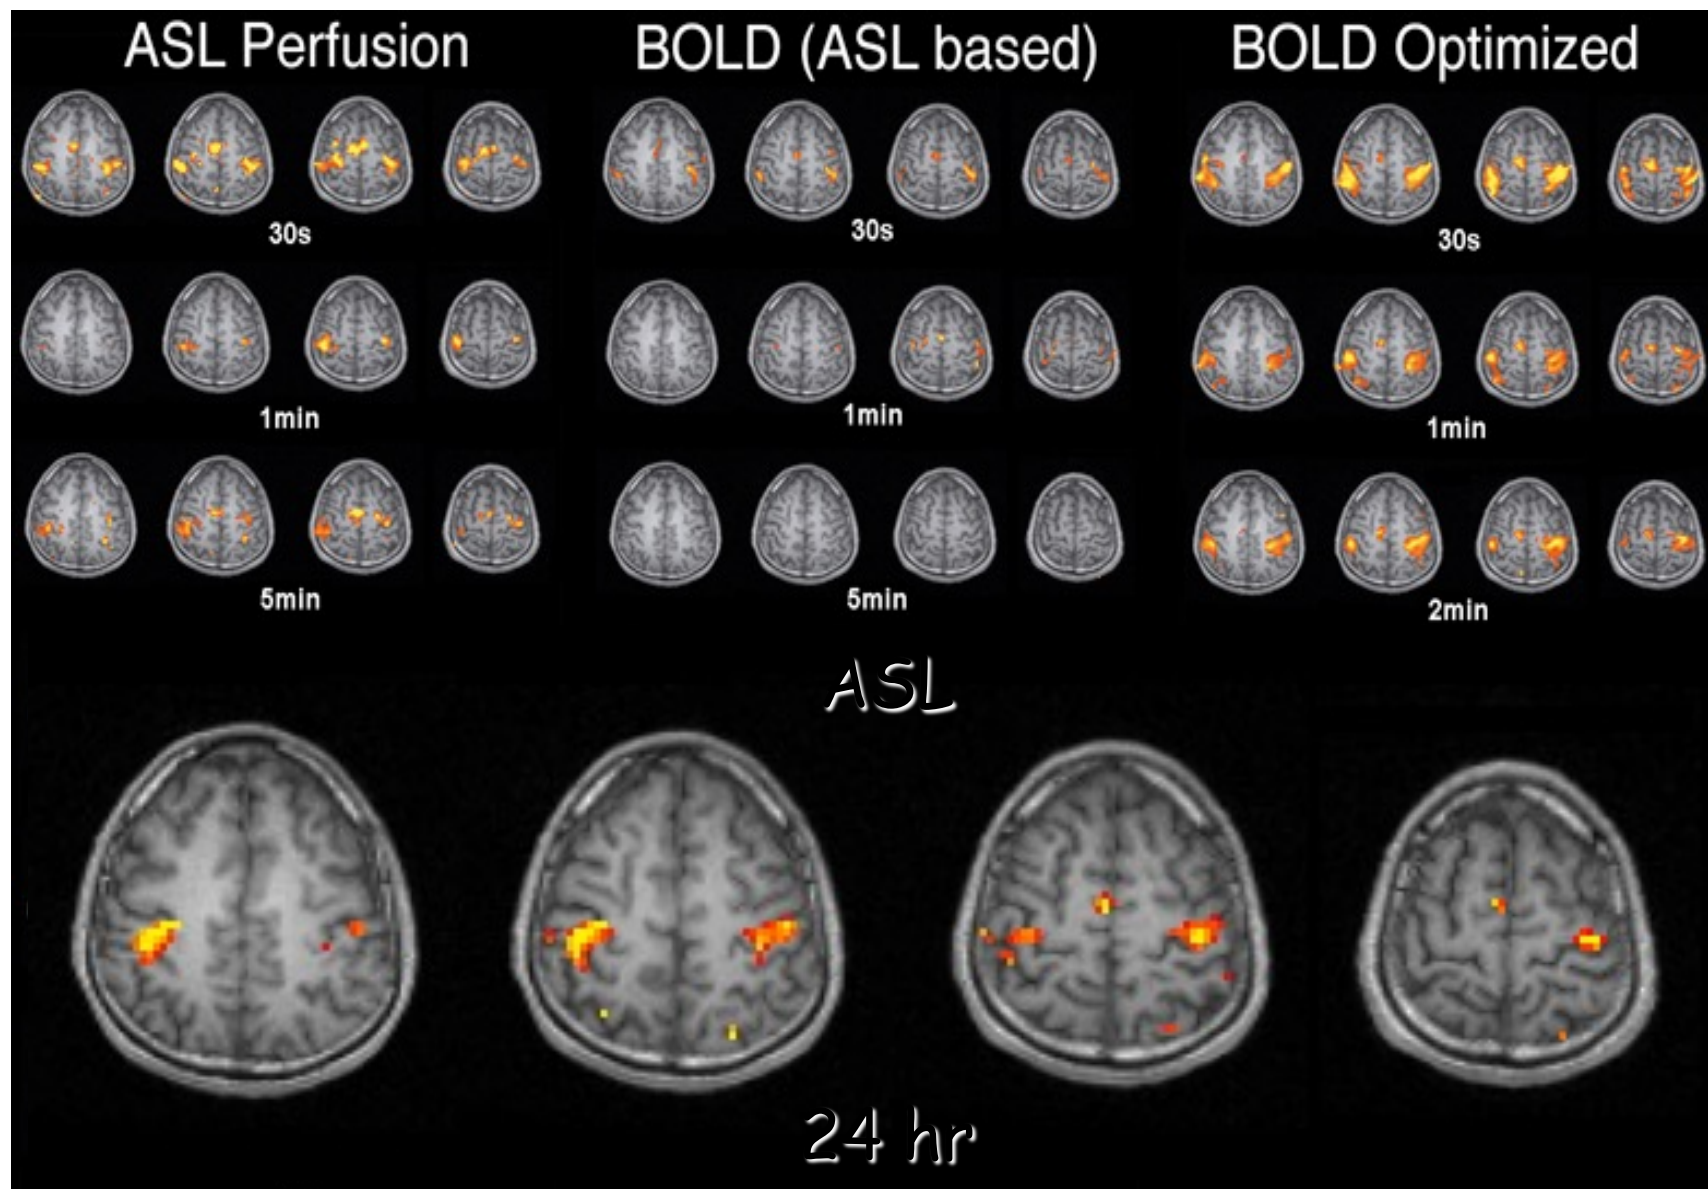 ASL Perfusion
BOLD (ASL based)
BOLD Optimized
30s
30s
30s
1min
1min
1min
5min
5min
2min
ASL
24 hr